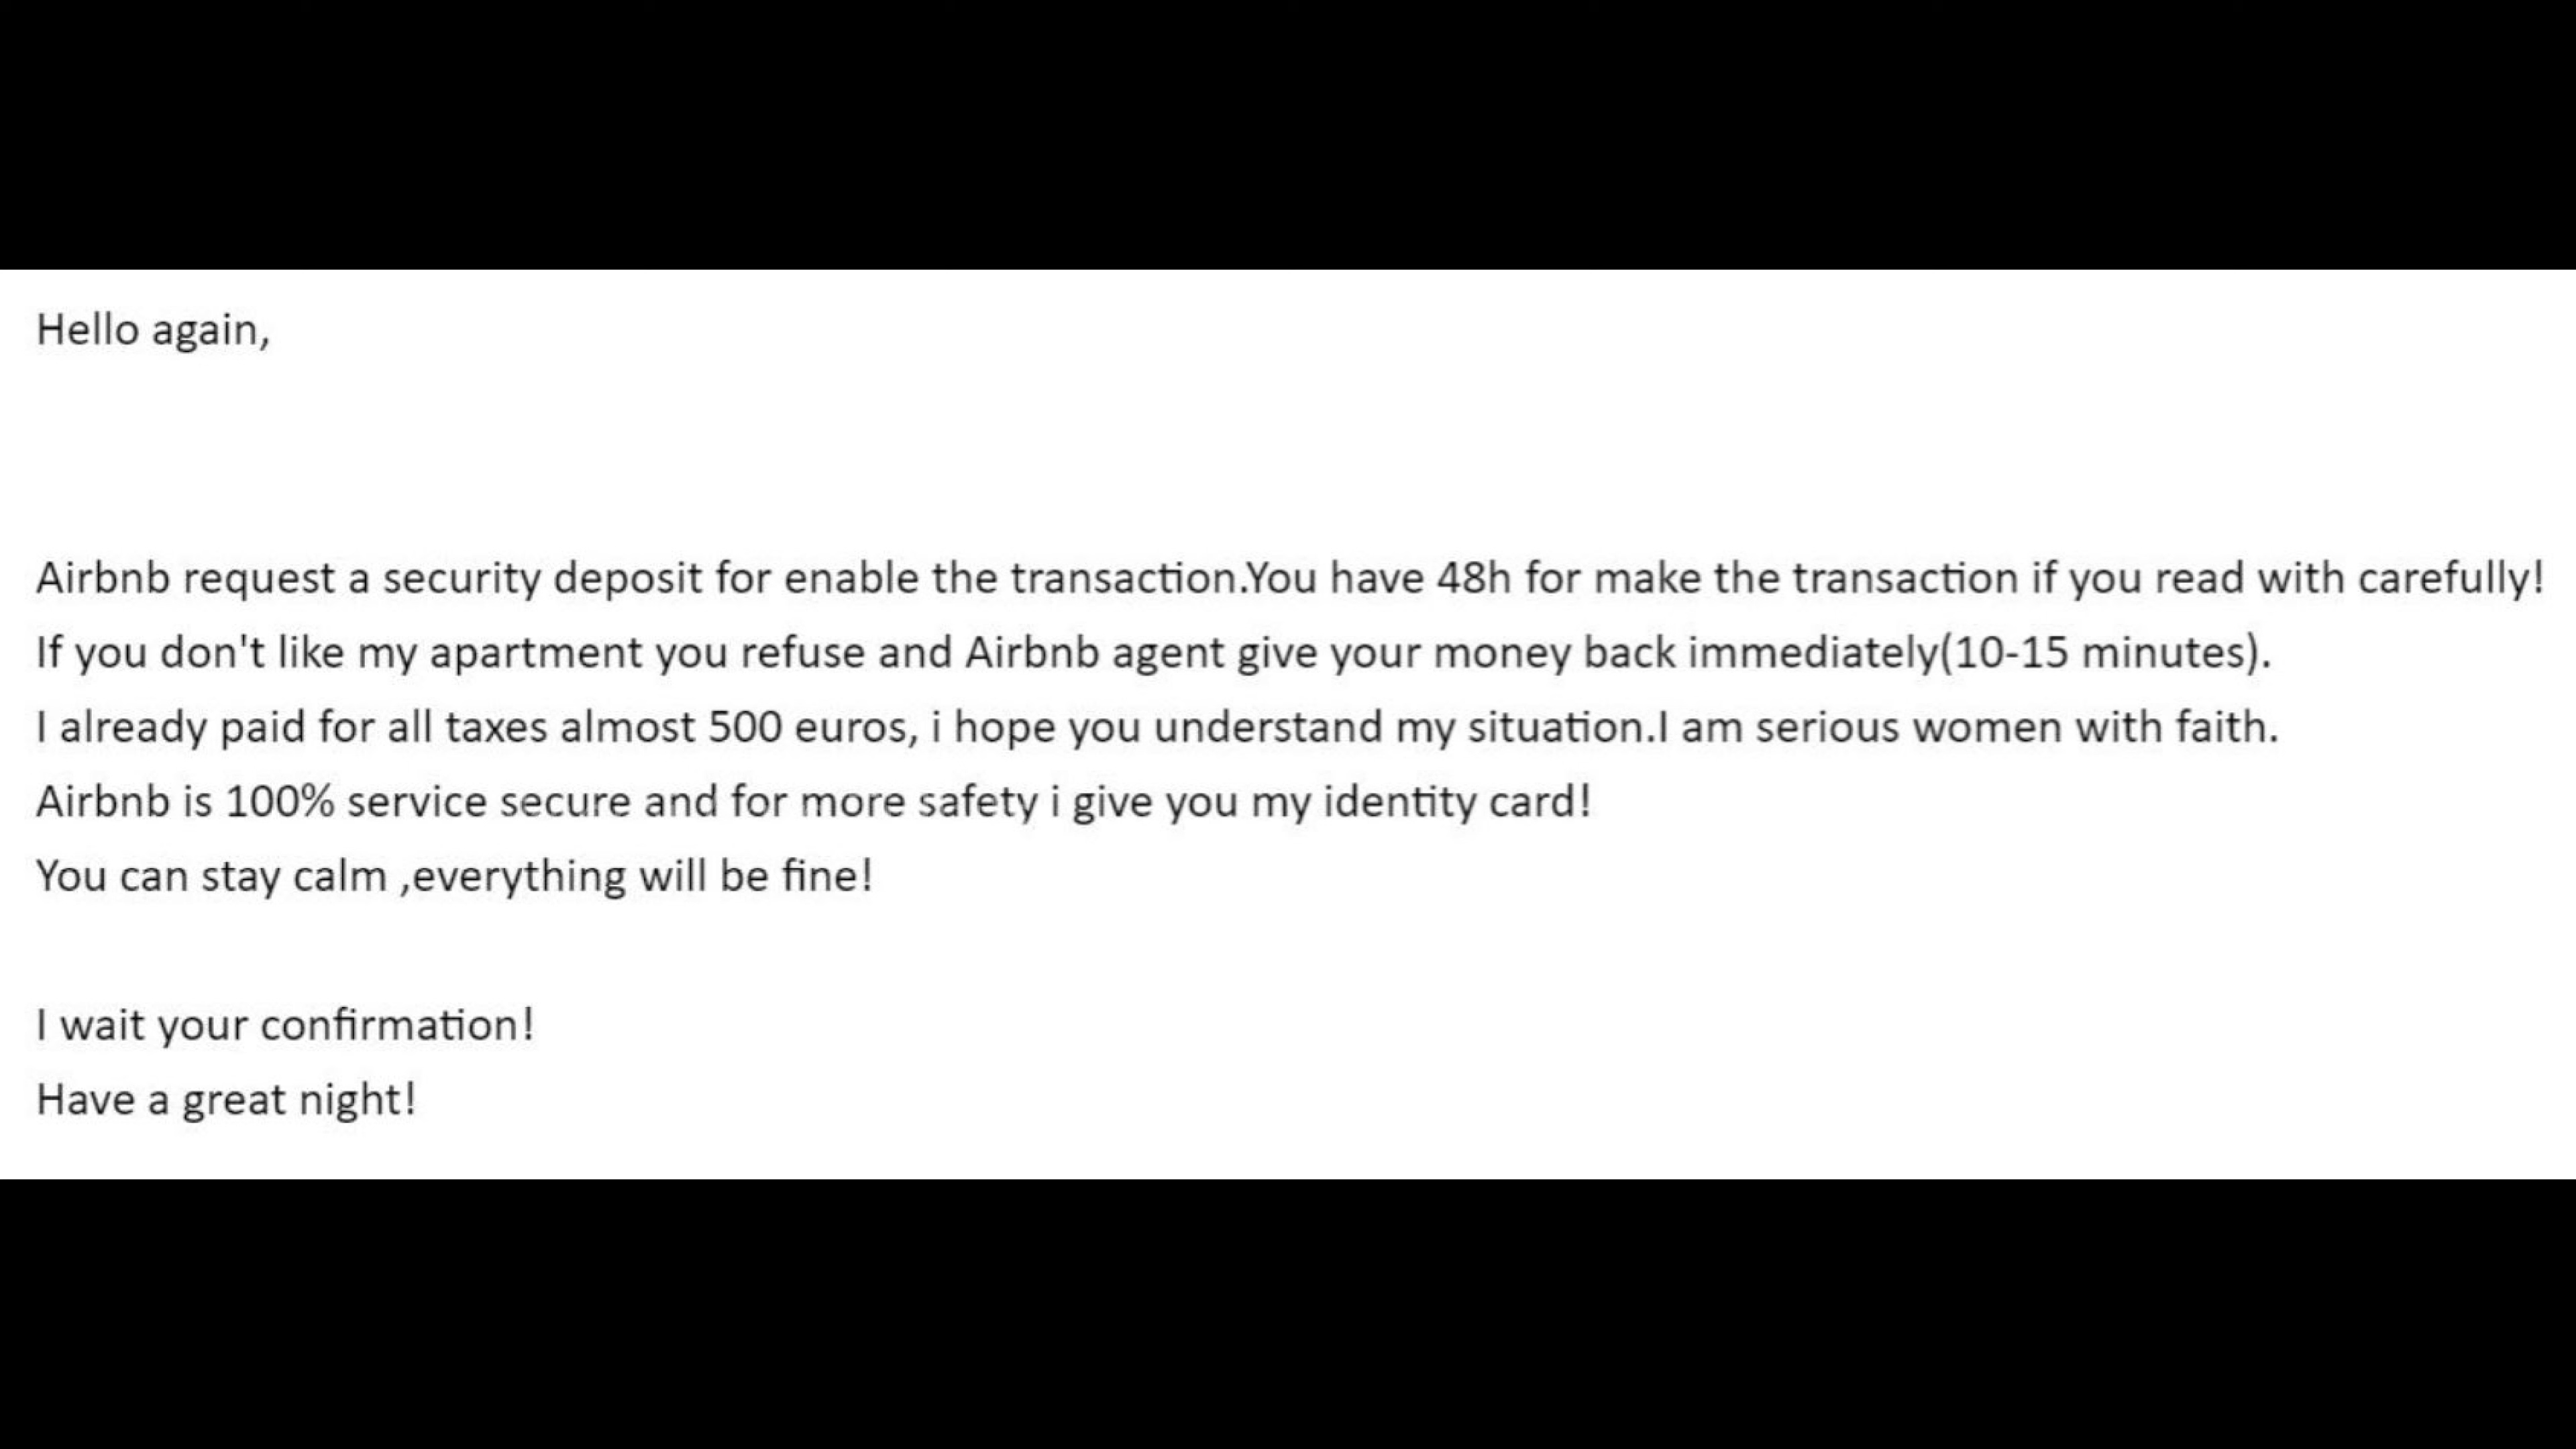 Hello again,
Airbnb request a security deposit for enable the transaction.You have 48h for make the transaction if you read with carefully!
If you don't like my apartment you refuse and Airbnb agent give your money back immediately(10-15 minutes).
I already paid for all taxes almost 500 euros, i hope you understand my situation.I am serious women with faith.
Airbnb is 100% service secure and for more safety i give you my identity card!
You can stay calm ,everything will be fine!
I wait your confirmation!
Have a great night!